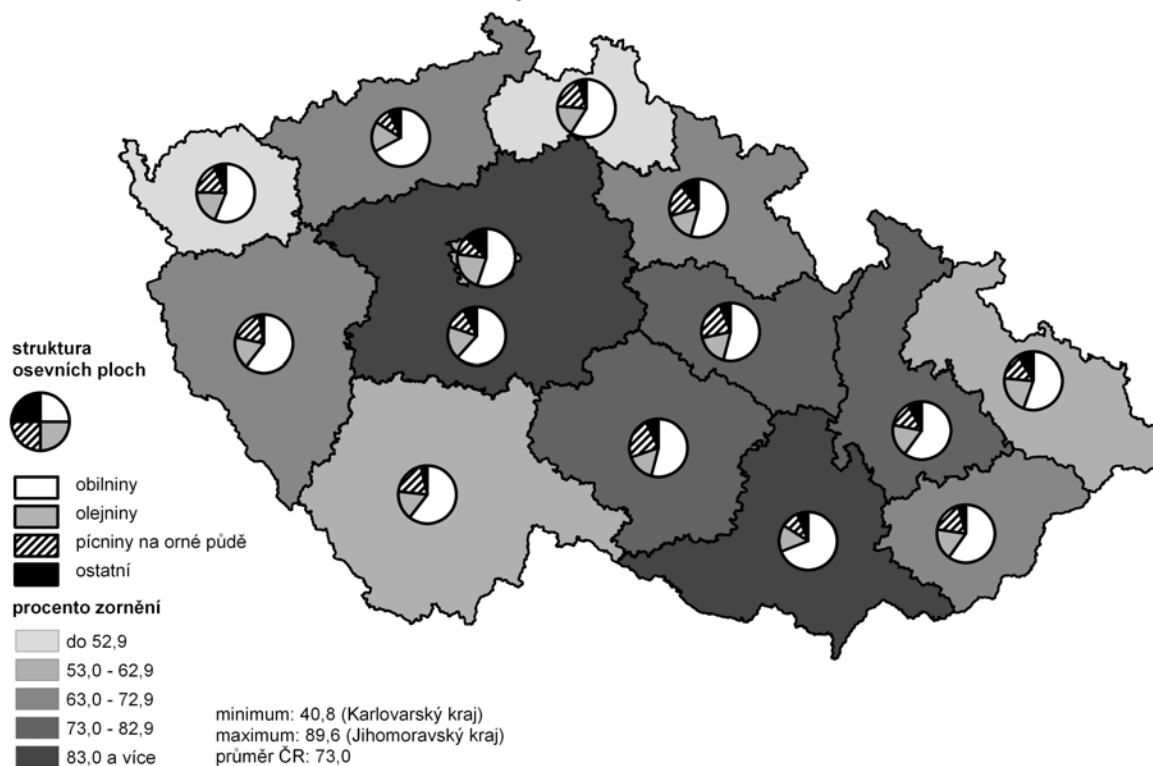 struktura
osevních ploch
obilniny
olejniny
pícniny na orné půdě
ostatní
procento zornění
do 52,9
53,0 - 62,9
63,0 - 72,9
73,0 - 82,9
83,0 a více
minimum: 40,8 (Karlovarský kraj)
maximum: 89,6 (Jihomoravský kraj)
průměr ČR: 73,0